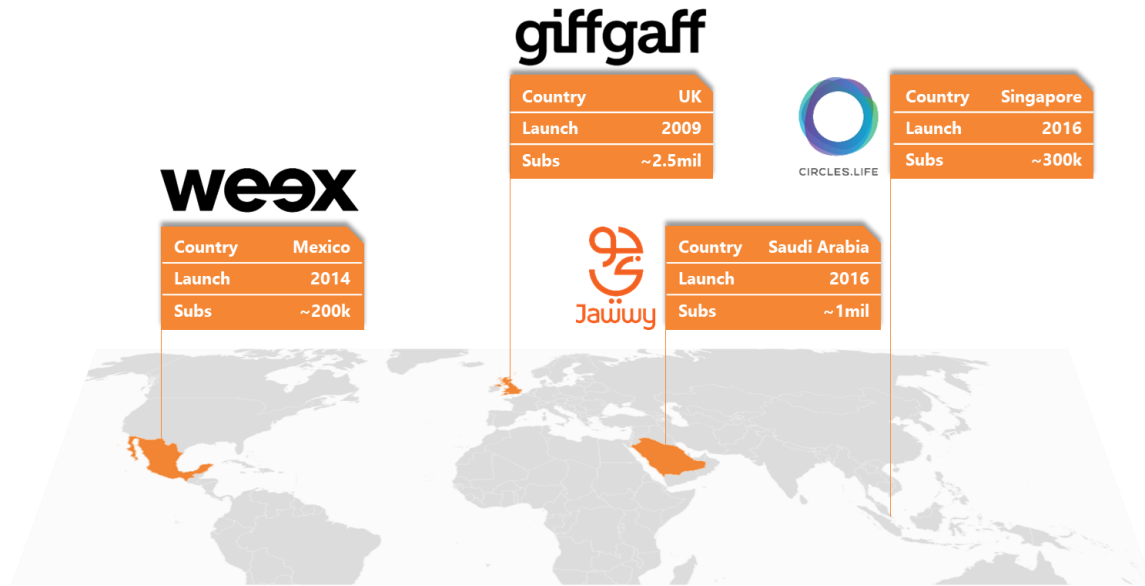 giffgaff
Country UK
Launch 2009
Subs ~2.5mil
CIRCLES.LIFE
Country Singapore
Launch 2016
Subs ~300k
weex
Country Mexico
Launch 2014
Subs ~200k
جوي
Jawwy
Country Saudi Arabia
Launch 2016
Subs ~1mil